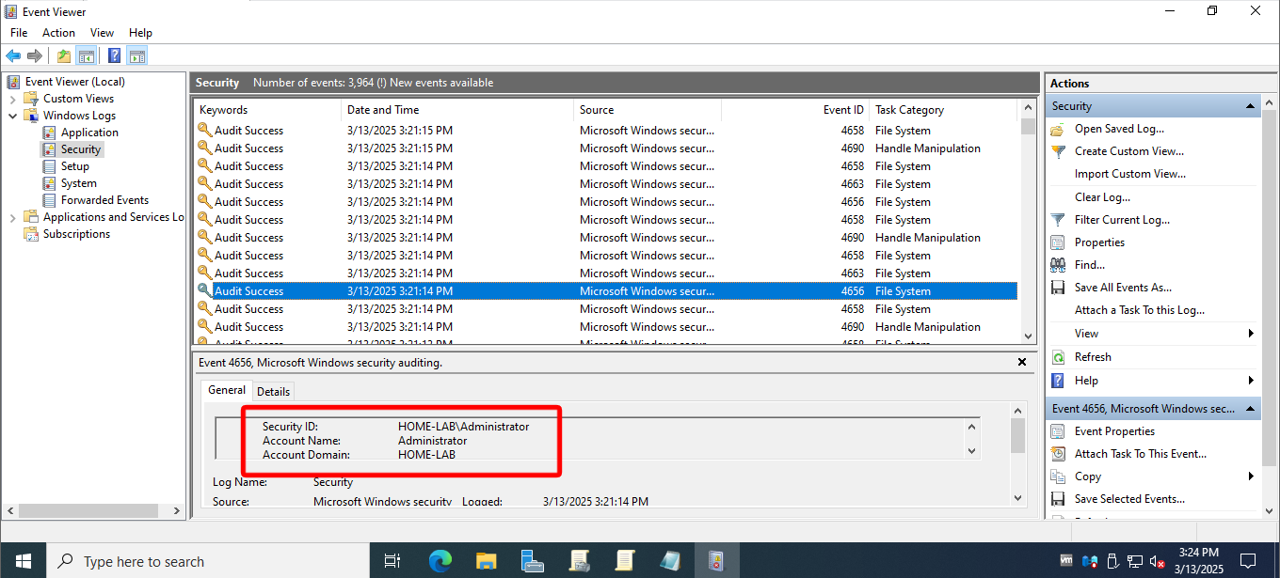 Event Viewer
File Action View Help
Event Viewer (Local)
Custom Views
Windows Logs
Application
Security
Setup
System
Forwarded Events
Applications and Services Lo
Subscriptions
Security Number of events: 3,964 (!) New events available
Keywords Date and Time Source Event ID Task Category
Audit Success 3/13/2025 3:21:15 PM Microsoft Windows secur... 4658 File System
Audit Success 3/13/2025 3:21:15 PM Microsoft Windows secur... 4690 Handle Manipulation
Audit Success 3/13/2025 3:21:14 PM Microsoft Windows secur... 4658 File System
Audit Success 3/13/2025 3:21:14 PM Microsoft Windows secur... 4663 File System
Audit Success 3/13/2025 3:21:14 PM Microsoft Windows secur... 4656 File System
Audit Success 3/13/2025 3:21:14 PM Microsoft Windows secur... 4658 File System
Audit Success 3/13/2025 3:21:14 PM Microsoft Windows secur... 4690 Handle Manipulation
Audit Success 3/13/2025 3:21:14 PM Microsoft Windows secur... 4658 File System
Audit Success 3/13/2025 3:21:14 PM Microsoft Windows secur... 4663 File System
Audit Success 3/13/2025 3:21:14 PM Microsoft Windows secur... 4656 File System
Audit Success 3/13/2025 3:21:14 PM Microsoft Windows secur... 4658 File System
Audit Success 3/13/2025 3:21:14 PM Microsoft Windows secur... 4690 Handle Manipulation
Event 4656, Microsoft Windows security auditing.
General Details
Security ID: HOME-LAB\Administrator
Account Name: Administrator
Account Domain: HOME-LAB
Log Name: Security
Source: Microsoft Windows security Logged: 3/13/2025 3:21:14 PM
Actions
Security
Open Saved Log...
Create Custom View...
Import Custom View...
Clear Log...
Filter Current Log...
Properties
Find...
Save All Events As...
Attach a Task To this Log...
View
Refresh
Help
Event 4656, Microsoft Windows sec...
Event Properties
Attach Task To This Event...
Copy
Save Selected Events...
Type here to search
vm
3:24 PM
3/13/2025